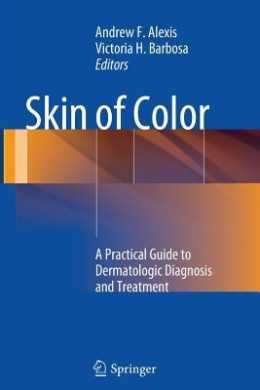 Andrew F. Alexis
Victoria H. Barbosa
Editors
Skin of Color
A Practical Guide to
Dermatologic Diagnosis
and Treatment
Springer